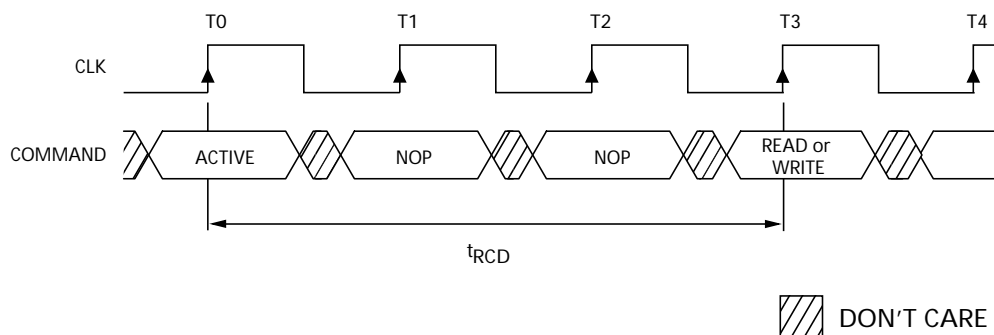 T0 T1 T2 T3 T4
CLK
COMMAND ACTIVE NOP NOP READ or
WRITE
tRCD
DON'T CARE